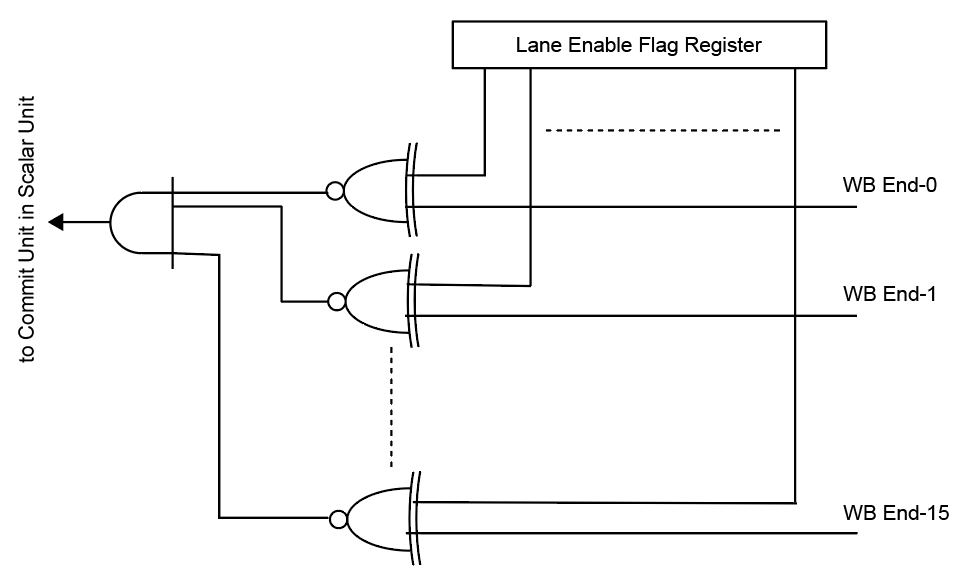 Lane Enable Flag Register
to Commit Unit in Scalar Unit
WB End-0
WB End-1
WB End-15